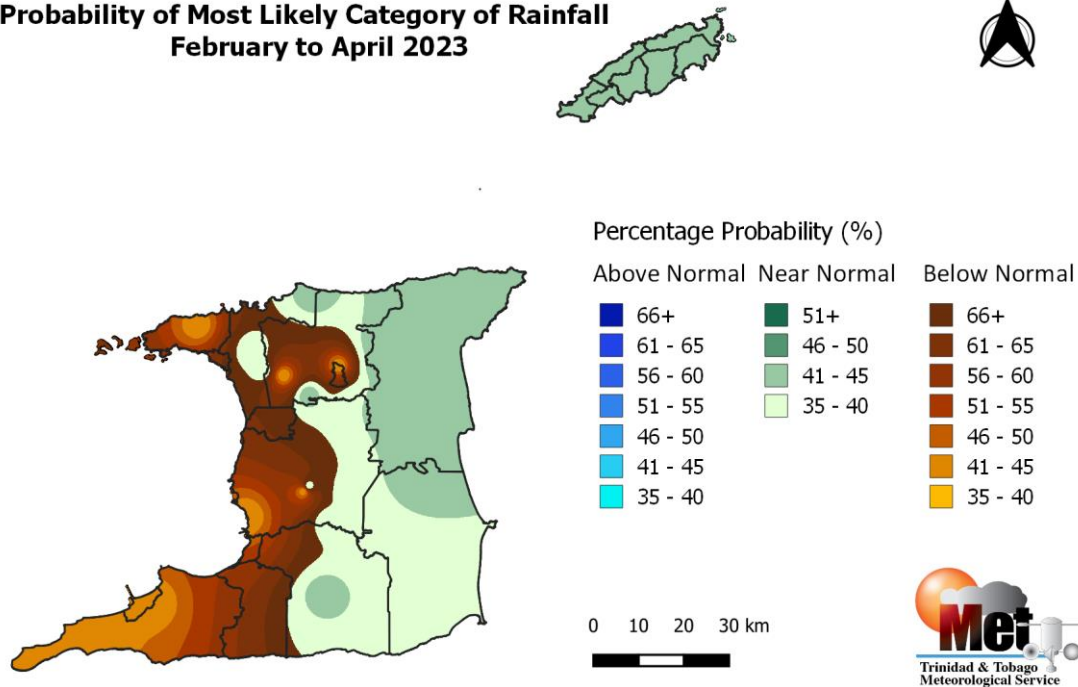 Probability of Most Likely Category of Rainfall
February to April 2023
Percentage Probability (%)
Above Normal Near Normal Below Normal
66+ 51+ 66+
61 - 65 46 - 50 61 - 65
56 - 60 41 - 45 56 - 60
51 - 55 35 - 40 51 - 55
46 - 50 46 - 50
41 - 45 41 - 45
35 - 40 35 - 40
0 10 20 30 km
Met
Trinidad & Tobago
Meteorological Service